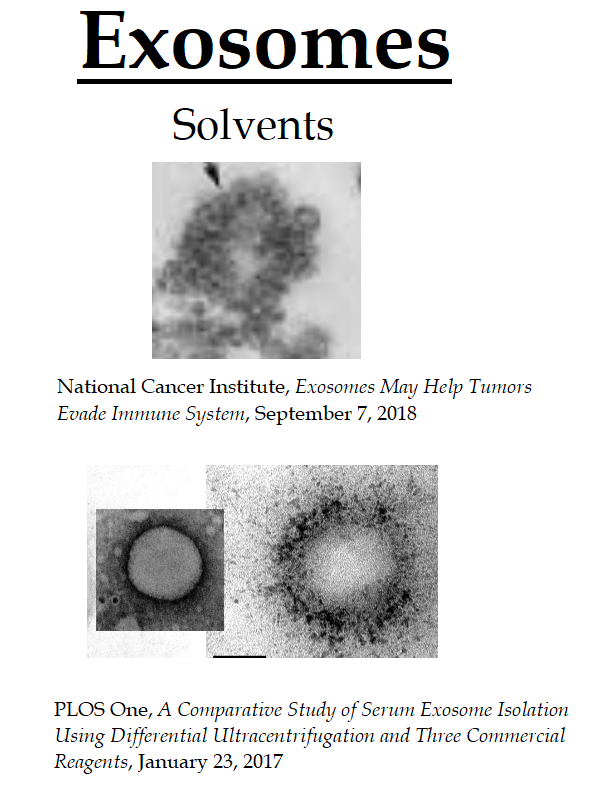 Exosomes
Solvents
National Cancer Institute, Exosomes May Help Tumors
Evade Immune System, September 7, 2018
PLOS One, A Comparative Study of Serum Exosome Isolation
Using Differential Ultracentrifugation and Three Commercial
Reagents, January 23, 2017